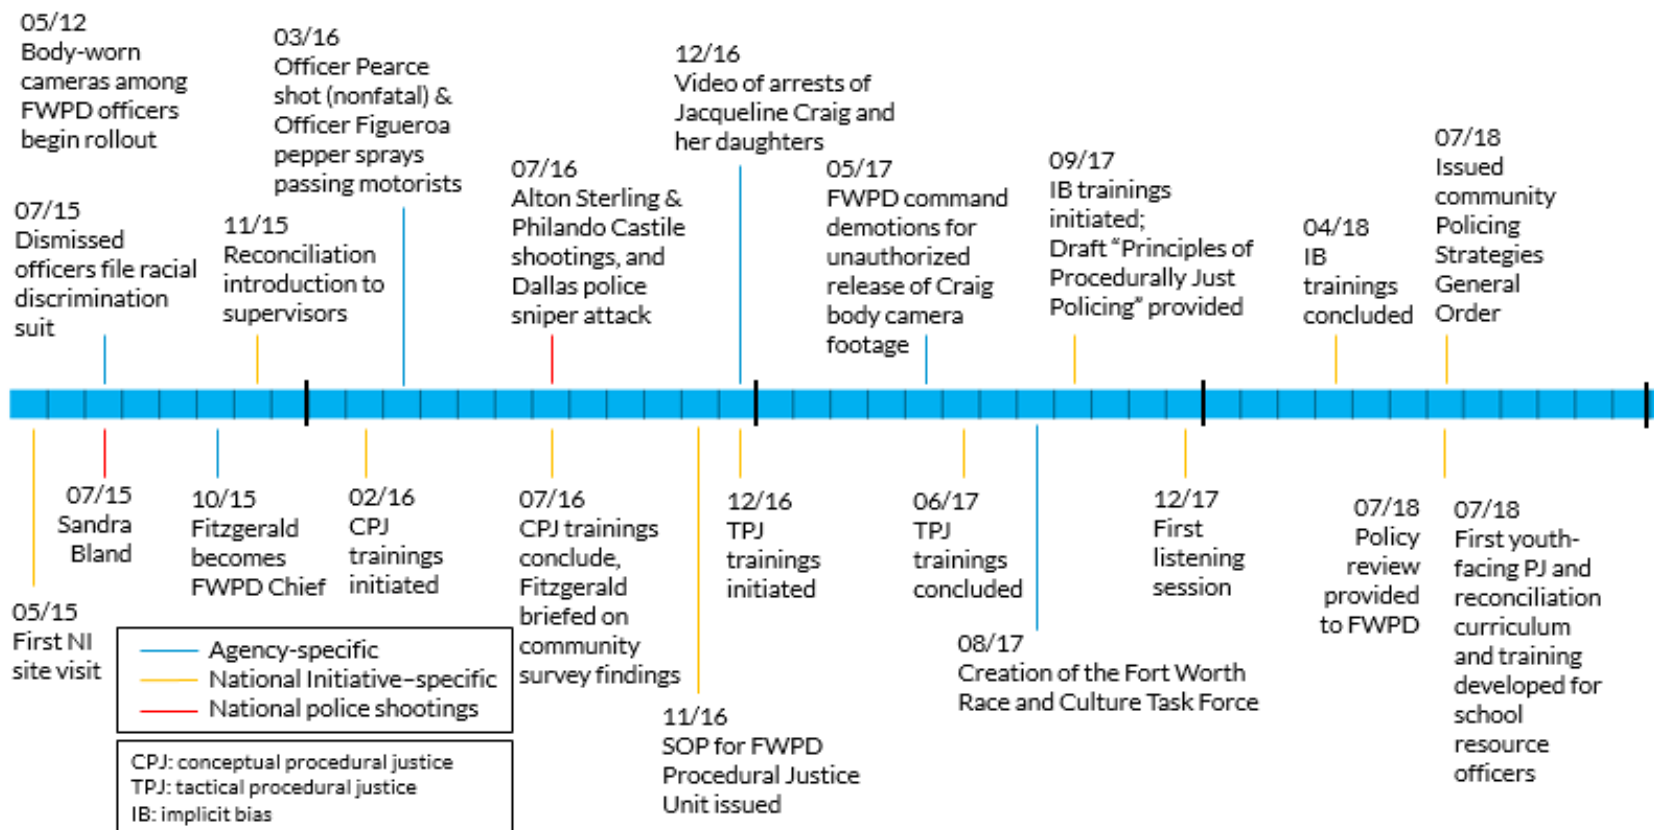 05/12
Body-worn
cameras among
FWPD officers
begin rollout
07/15
Dismissed
officers file racial
discrimination
suit
11/15
Reconciliation
introduction to
supervisors
03/16
Officer Pearce
shot (nonfatal) &
Officer Figueroa
pepper sprays
passing motorists
07/16
Alton Sterling &
Philando Castile
shootings, and
Dallas police
sniper attack
12/16
Video of arrests of
Jacqueline Craig and
her daughters
05/17
FWPD command
demotions for
unauthorized
release of Craig
body camera
footage
09/17
IB trainings
initiated;
Draft “Principles of
Procedurally Just
Policing” provided
04/18
IB
trainings
concluded
07/18
Issued
community
Policing
Strategies
General
Order
05/15
First NI
site visit
07/15
Sandra
Bland
10/15
Fitzgerald
becomes
FWPD Chief
02/16
CPJ
trainings
initiated
07/16
CPJ trainings
conclude,
Fitzgerald
briefed on
community
survey findings
11/16
SOP for FWPD
Procedural Justice
Unit issued
12/16
TPJ
trainings
initiated
06/17
TPJ
trainings
concluded
08/17
Creation of the Fort Worth
Race and Culture Task Force
12/17
First
listening
session
07/18
Policy
review
provided
to FWPD
07/18
First youth-
facing PJ and
reconciliation
curriculum
and training
developed for
school
resource
officers
Agency-specific
National Initiative–specific
National police shootings
CPJ: conceptual procedural justice
TPJ: tactical procedural justice
IB: implicit bias